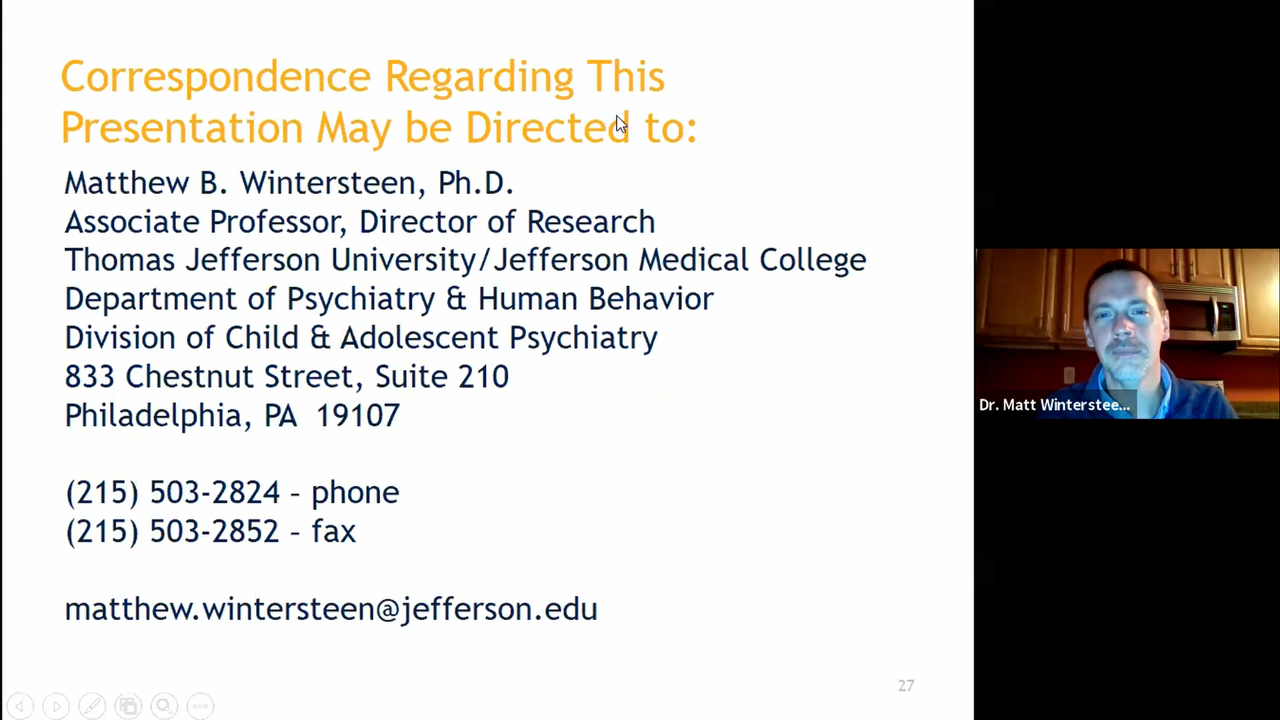 Correspondence Regarding This
Presentation May be Directed to:
Matthew B. Wintersteen, Ph.D.
Associate Professor, Director of Research
Thomas Jefferson University/Jefferson Medical College
Department of Psychiatry & Human Behavior
Division of Child & Adolescent Psychiatry
833 Chestnut Street, Suite 210
Philadelphia, PA 19107
(215) 503-2824 - phone
(215) 503-2852 - fax
matthew.wintersteen@jefferson.edu
27
Dr. Matt Winterstee...